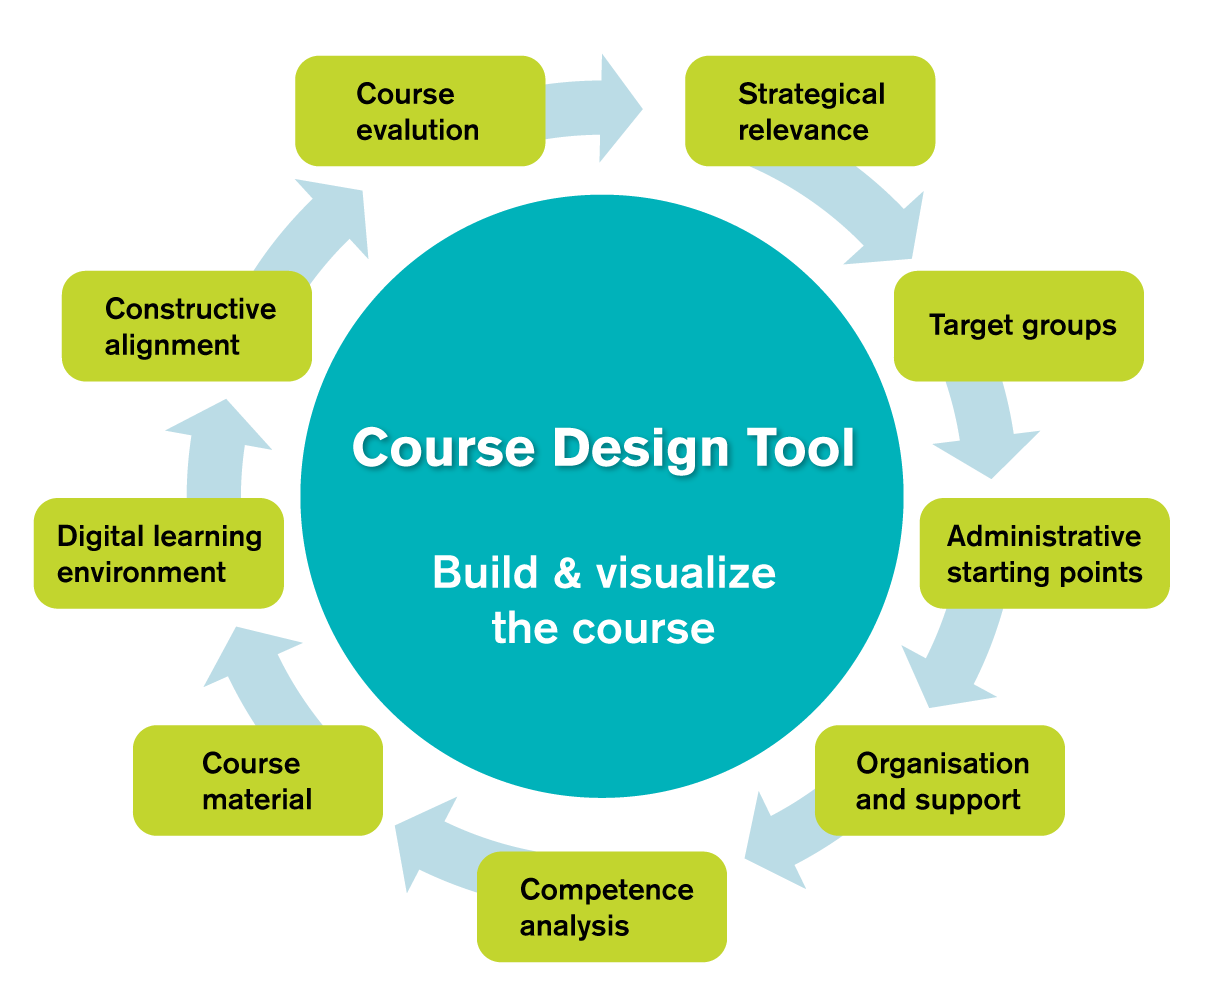 Course
evalution
Strategical
relevance
Target groups
Administrative
starting points
Organisation
and support
Competence
analysis
Course
material
Digital learning
environment
Constructive
alignment
Course Design Tool
Build & visualize
the course